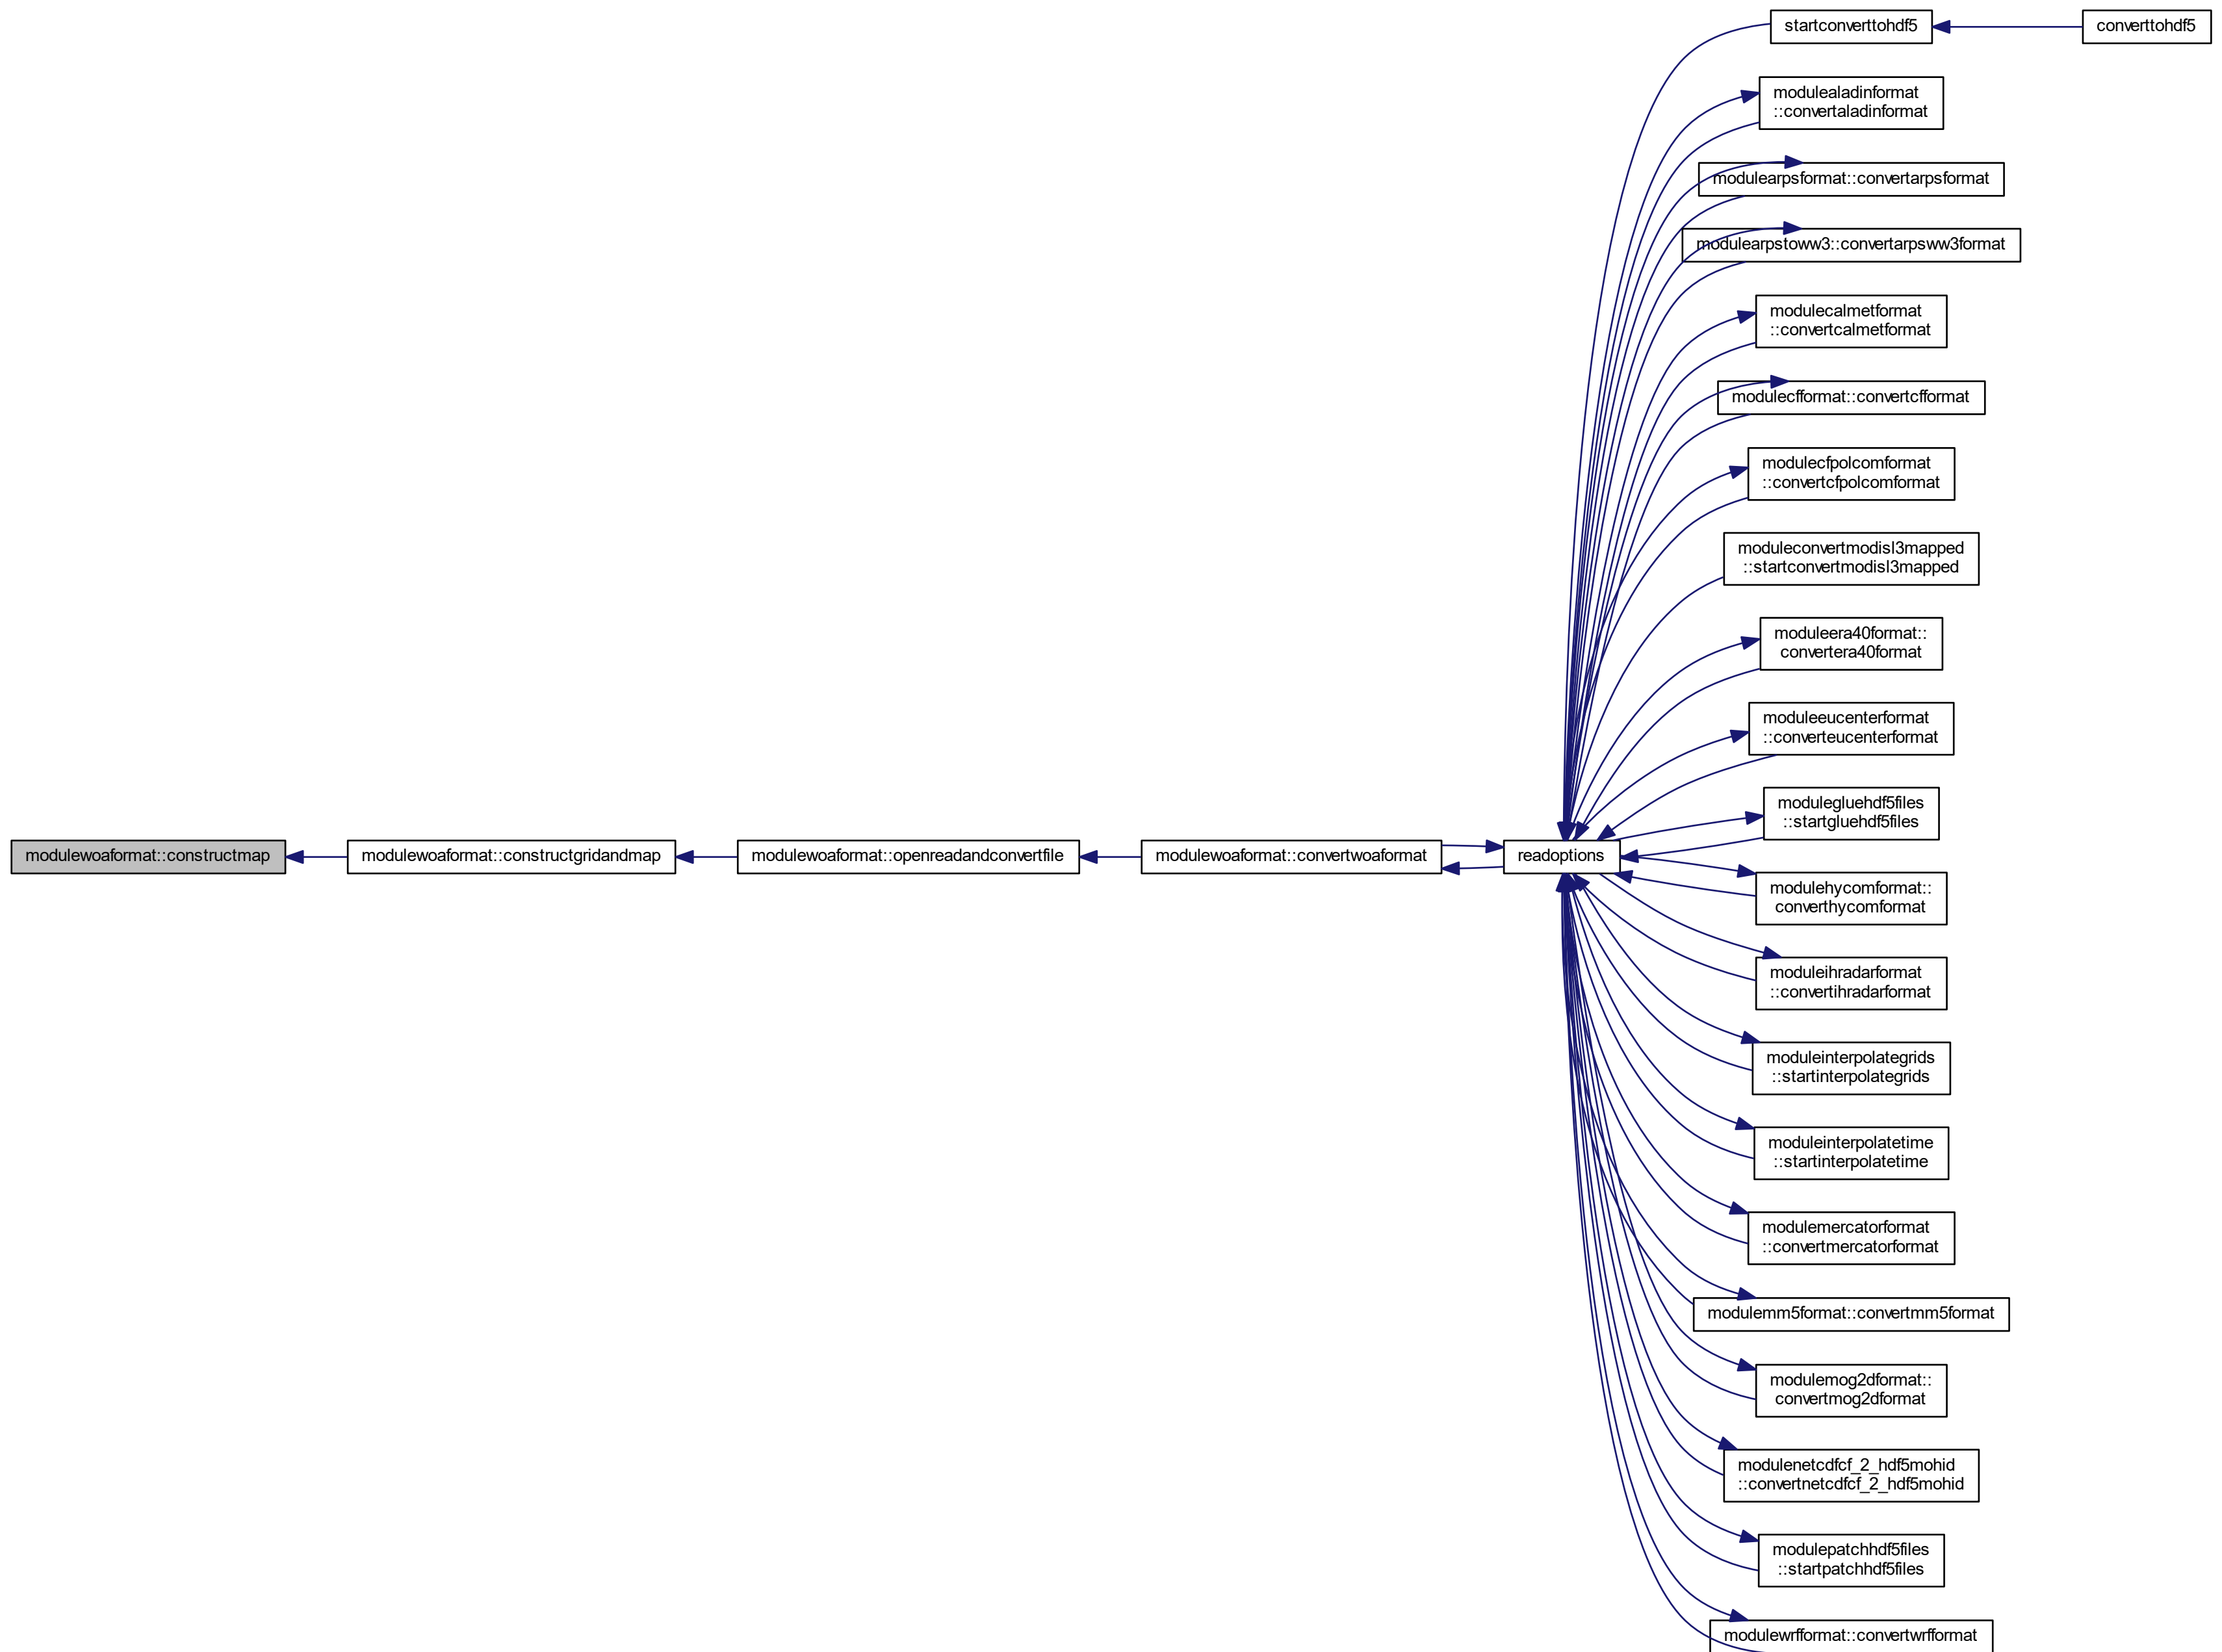 startconverttohdf5
converttohdf5
modulealadinformat
::convertaladinformat
modulearpsformat::convertarpsformat
modulearpstoww3::convertarpsww3format
modulecalmetformat
::convertcalmetformat
modulecfformat::convertcfformat
modulecfpolcomformat
::convertcfpolcomformat
moduleconvertmodisl3mapped
::startconvertmodisl3mapped
moduleera40format::
convertera40format
moduleeucenterformat
::converteucenterformat
modulegluehdf5files
::startgluehdf5files
modulewoaformat::constructmap
modulewoaformat::constructgridandmap
modulewoaformat::openreadandconvertfile
modulewoaformat::convertwoaformat
readoptions
modulehycomformat::
converthycomformat
moduleihradarformat
::convertihradarformat
moduleinterpolategrids
::startinterpolategrids
moduleinterpolatetime
::startinterpolatetime
modulemercatorformat
::convertmercatorformat
modulemm5format::convertmm5format
modulemog2dformat::
convertmog2dformat
modulenetcdfcf_2_hdf5mohid
::convertnetcdfcf_2_hdf5mohid
modulepatchhdf5files
::startpatchhdf5files
modulewrfformat::convertwrfformat